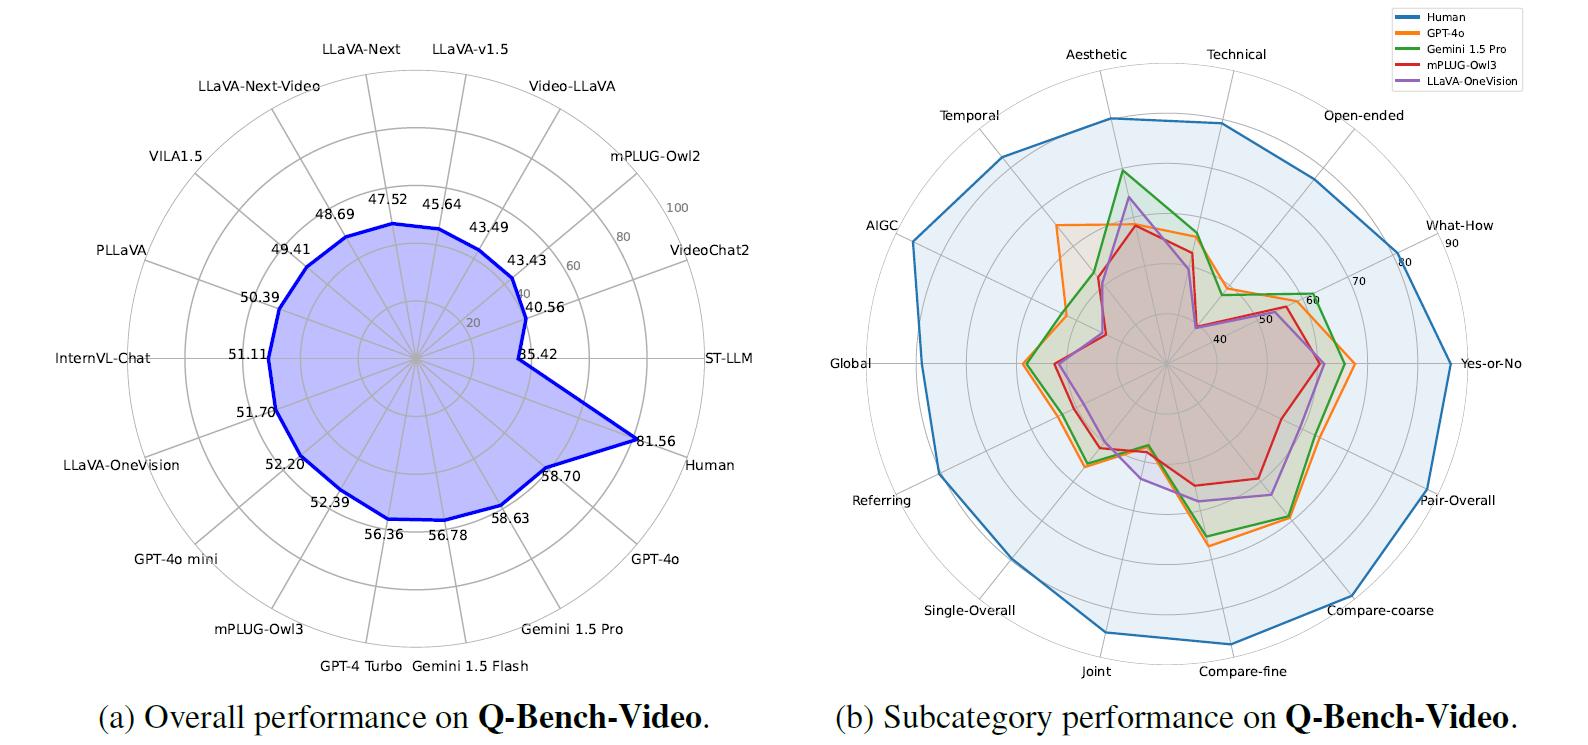 LLaVA-Next
LLaVA-v1.5
LLaVA-Next-Video
Video-LLaVA
VILA1.5
mPLUG-Owl2
PLLaVA
VideoChat2
InternVL-Chat
ST-LLM
LLaVA-OneVision
Human
GPT-4o mini
GPT-4o
mPLUG-Owl3
Gemini 1.5 Pro
GPT-4 Turbo
Gemini 1.5 Flash
47.52
45.64
48.69
43.49
49.41
43.43
50.39
40.56
51.11
35.42
51.70
81.56
52.20
58.70
52.39
58.63
56.36
56.78
100
80
60
40
20
(a) Overall performance on Q-Bench-Video.
Human
GPT-4o
Gemini 1.5 Pro
mPLUG-Owl3
LLaVA-OneVision
Aesthetic
Technical
Temporal
Open-ended
AIGC
What-How
Global
Yes-or-No
Referring
Pair-Overall
Single-Overall
Compare-coarse
Joint
Compare-fine
90
80
70
60
50
40
(b) Subcategory performance on Q-Bench-Video.